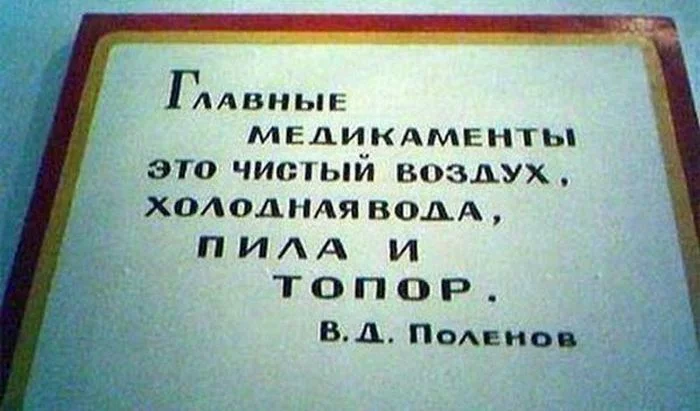 Главные
медикаменты
это чистый воздух,
холодная вода,
пила и
топор.
В.Д. Поленов